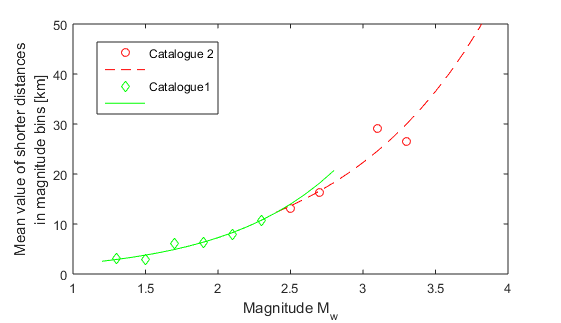 50
40
30
20
10
0
Mean value of shorter distances
in magnitude bins [km]
Catalogue 2
Catalogue1
1
1.5
2
2.5
3
3.5
4
Magnitude Mw